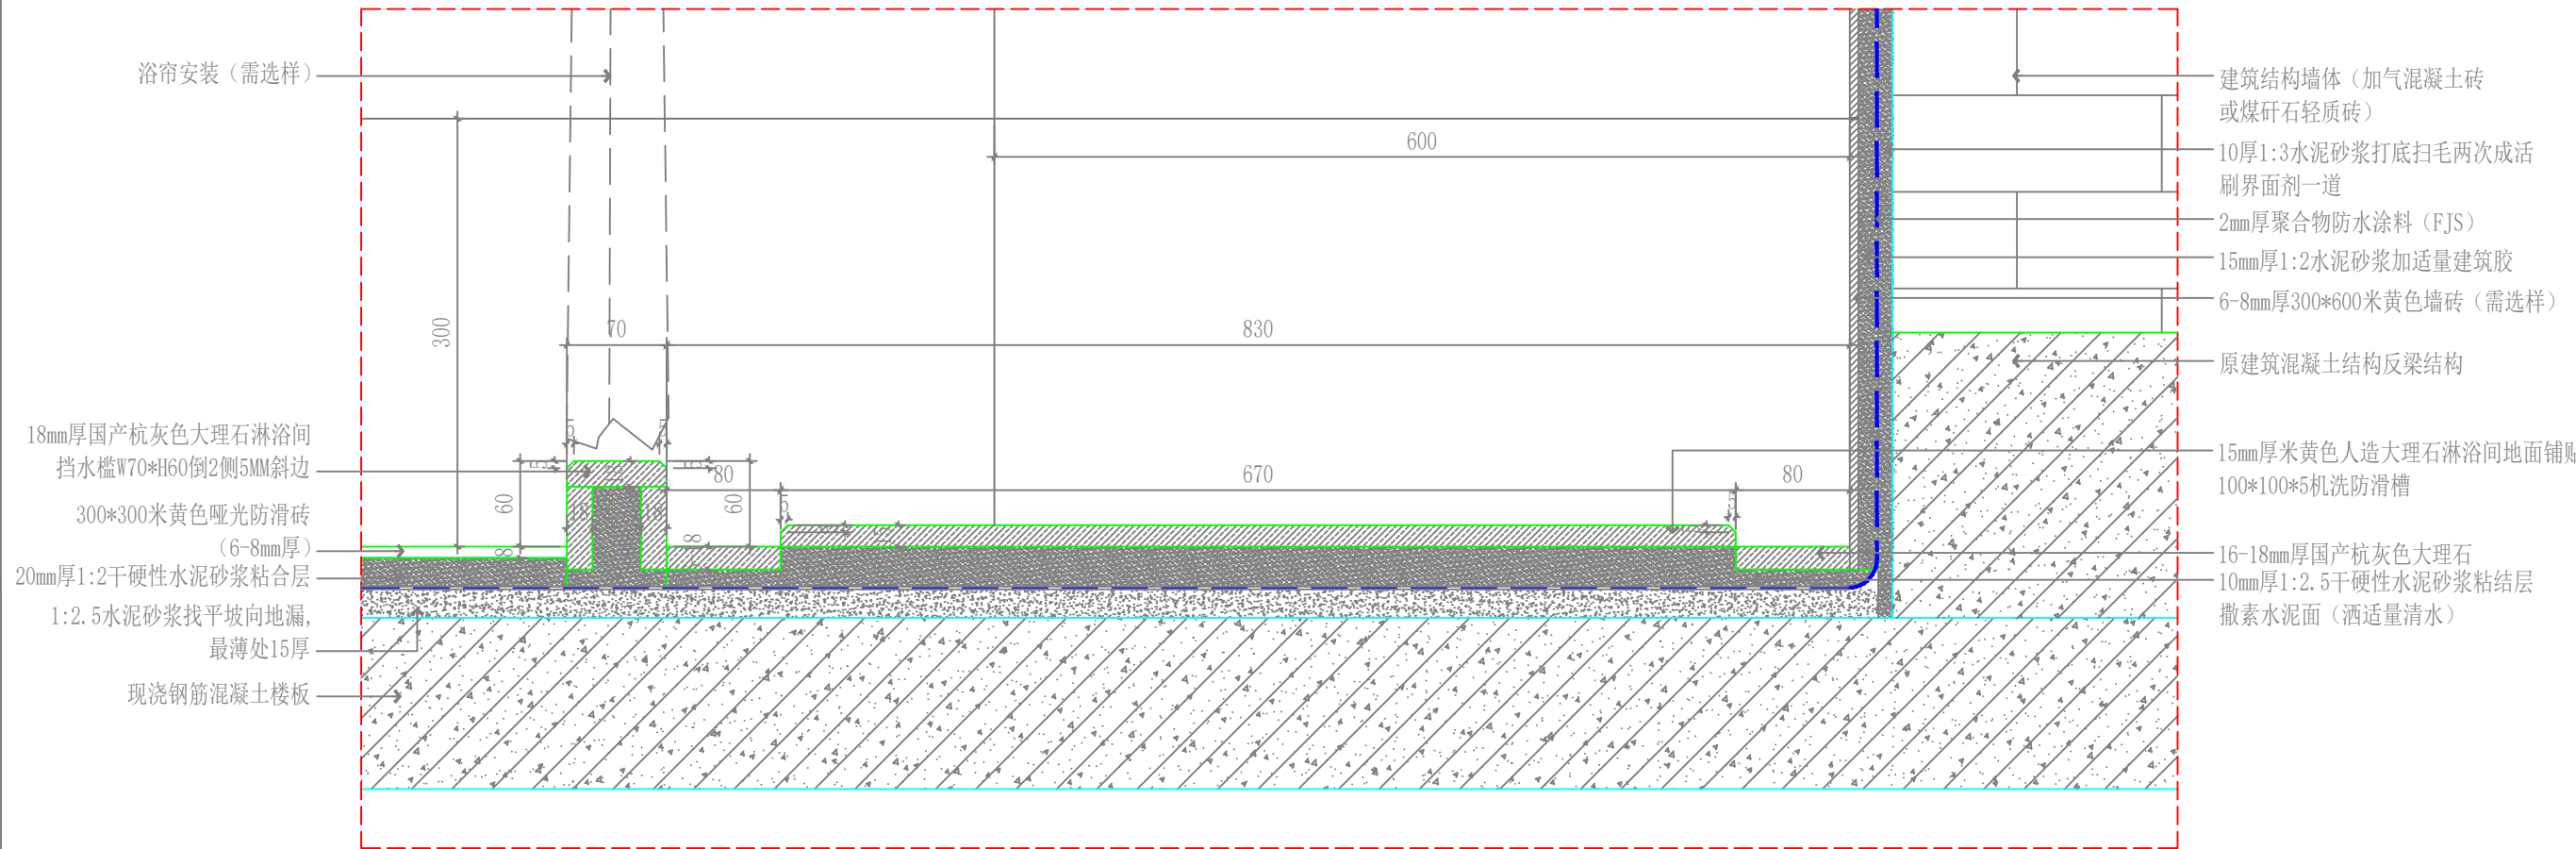 浴帘安装（需选样）
18mm厚国产杭灰色大理石淋浴间
挡水槛W70*H60倒2侧5MM斜边
300*300米黄色哑光防滑砖
（6-8mm厚）
20mm厚1:2干硬性水泥砂浆粘合层
1:2.5水泥砂浆找平坡向地漏,
最薄处15厚
现浇钢筋混凝土楼板
600
300
70
830
5
5
80
670
80
60
60
5
5
18
18
18
8
建筑结构墙体（加气混凝土砖
或煤矸石轻质砖）
10厚1:3水泥砂浆打底扫毛两次成活
刷界面剂一道
2mm厚聚合物防水涂料（FJS）
15mm厚1:2水泥砂浆加适量建筑胶
6-8mm厚300*600米黄色墙砖（需选样）
原建筑混凝土结构反梁结构
15mm厚米黄色人造大理石淋浴间地面铺贴
100*100*5机洗防滑槽
16-18mm厚国产杭灰色大理石
10mm厚1:2.5干硬性水泥砂浆粘结层
撒素水泥面（洒适量清水）